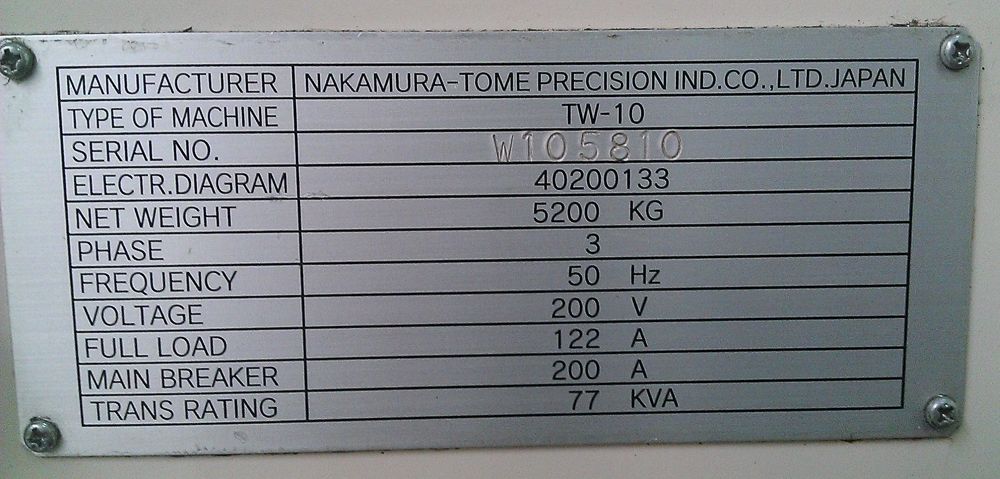 MANUFACTURER NAKAMURA-TOME PRECISION IND.CO.,LTD.JAPAN
TYPE OF MACHINE TW-10
SERIAL NO. W105810
ELECTR.DIAGRAM 40200133
NET WEIGHT 5200 KG
PHASE 3
FREQUENCY 50 Hz
VOLTAGE 200 V
FULL LOAD 122 A
MAIN BREAKER 200 A
TRANS RATING 77 KVA